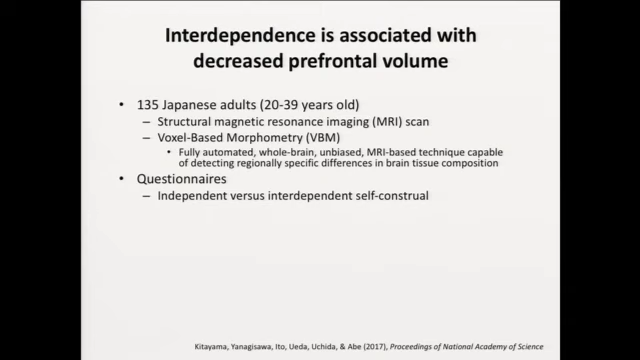 Interdependence is associated with
decreased prefrontal volume
• 135 Japanese adults (20-39 years old)
– Structural magnetic resonance imaging (MRI) scan
– Voxel-Based Morphometry (VBM)
• Fully automated, whole-brain, unbiased, MRI-based technique capable
of detecting regionally specific differences in brain tissue composition
• Questionnaires
– Independent versus interdependent self-construal
Kitayama, Yanagisawa, Ito, Ueda, Uchida, & Abe (2017), Proceedings of National Academy of Science